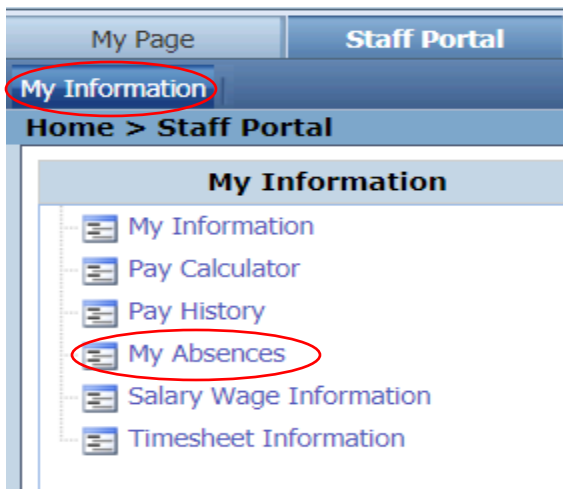 My Page Staff Portal
My Information
Home > Staff Portal
My Information
My Information
Pay Calculator
Pay History
My Absences
Salary Wage Information
Timesheet Information